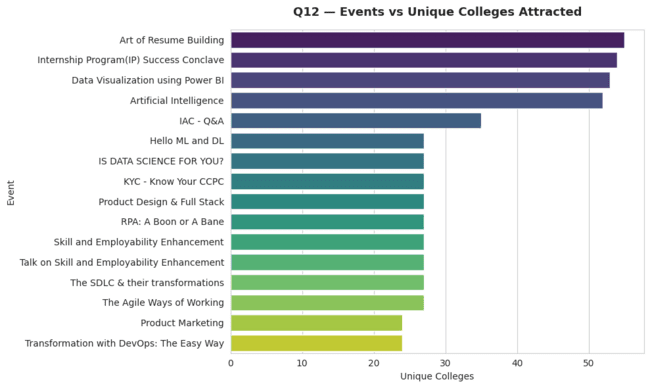 Q12 — Events vs Unique Colleges Attracted
Art of Resume Building
Internship Program(IP) Success Conclave
Data Visualization using Power BI
Artificial Intelligence
IAC - Q&A
Hello ML and DL
IS DATA SCIENCE FOR YOU?
KYC - Know Your CCPC
Product Design & Full Stack
RPA: A Boon or A Bane
Skill and Employability Enhancement
Talk on Skill and Employability Enhancement
The SDLC & their transformations
The Agile Ways of Working
Product Marketing
Transformation with DevOps: The Easy Way
Event
0 10 20 30 40 50
Unique Colleges